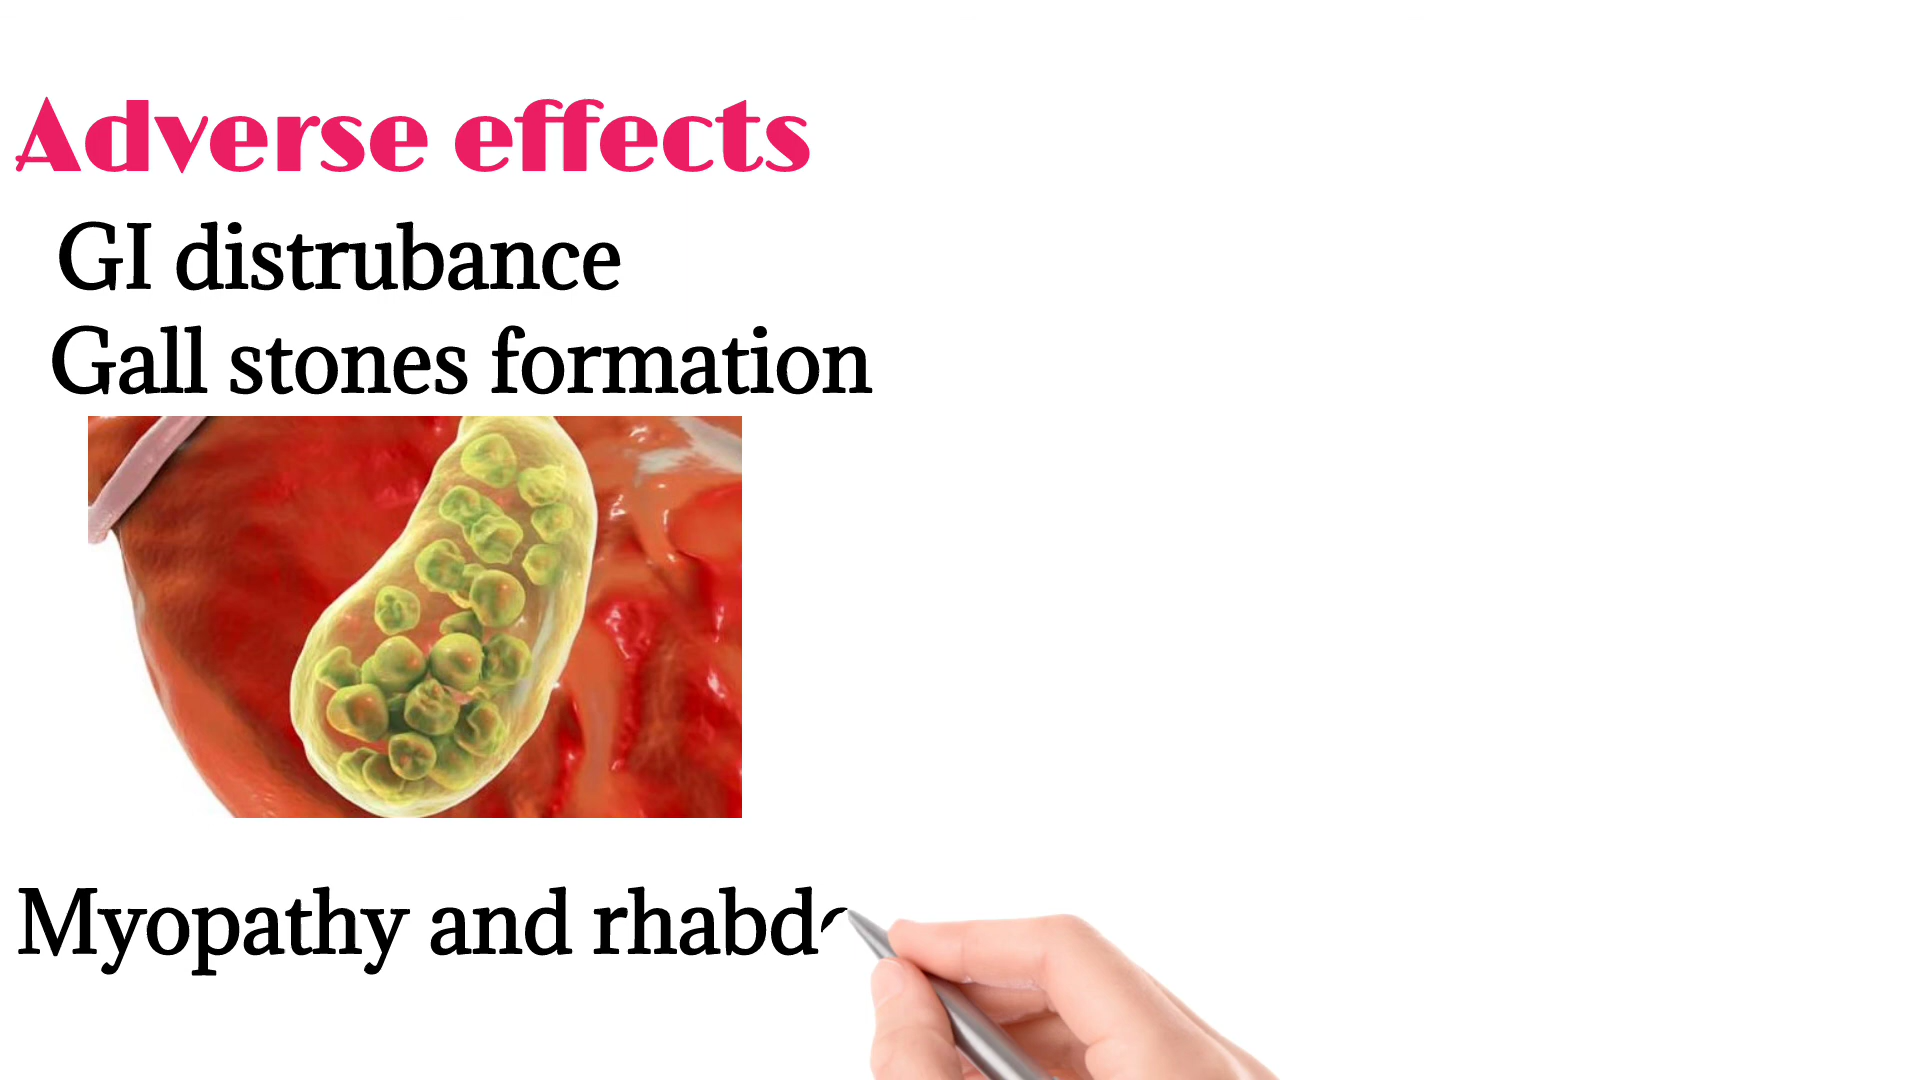 Adverse effects
GI distrubance
Gall stones formation
Myopathy and rhabd